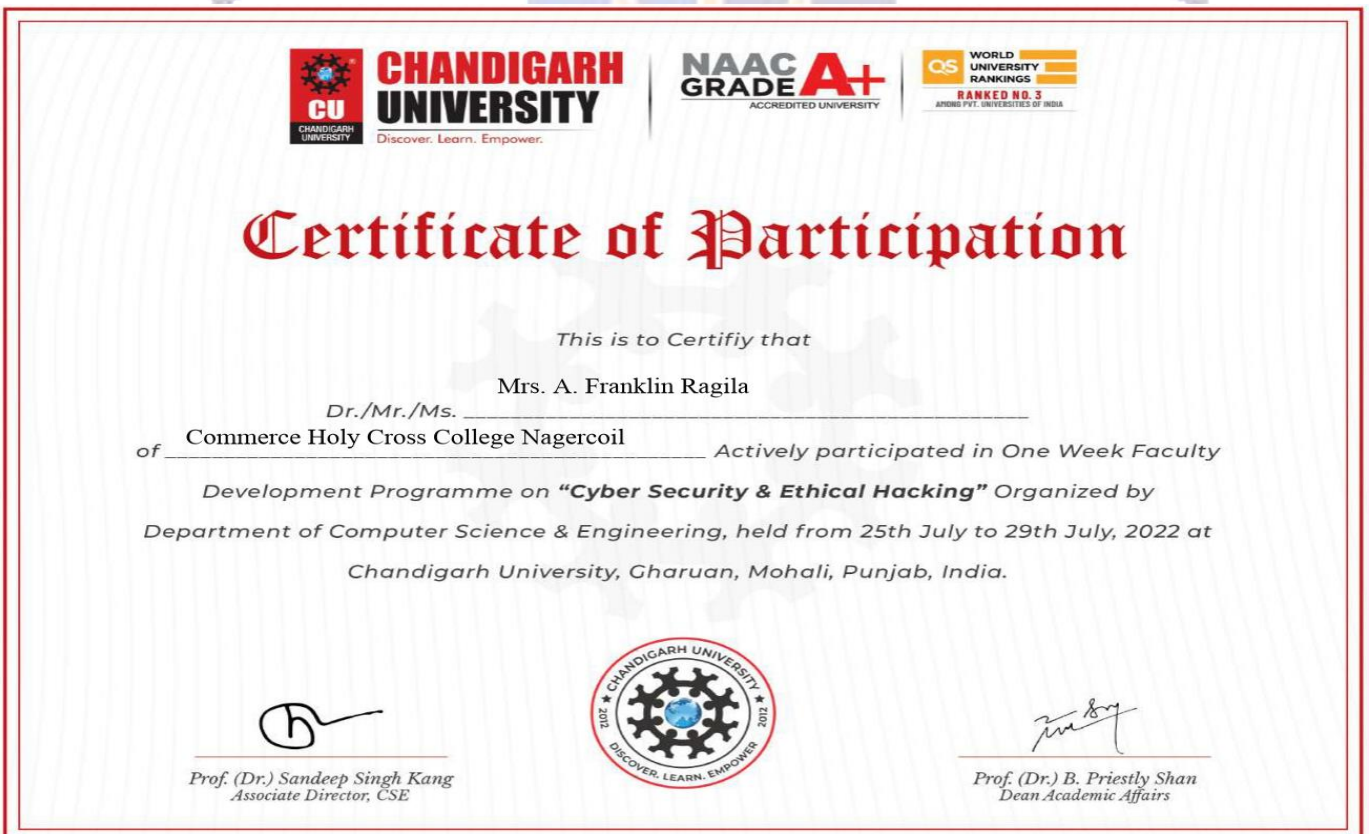 CU
CHANDIGARH
UNIVERSITY
CHANDIGARH
UNIVERSITY
Discover. Learn. Empower.
NAAC
GRADE A+
ACCREDITED UNIVERSITY
QS
WORLD
UNIVERSITY
RANKINGS
RANKED NO. 3
AMONG PVT. UNIVERSITIES OF INDIA
Certificate of Participation
This is to Certifiy that
Mrs. A. Franklin Ragila
Dr./Mr./Ms.
Commerce Holy Cross College Nagercoil
of Actively participated in One Week Faculty
Development Programme on “Cyber Security & Ethical Hacking” Organized by
Department of Computer Science & Engineering, held from 25th July to 29th July, 2022 at
Chandigarh University, Gharuan, Mohali, Punjab, India.
CHANDIGARH UNIVERSITY
2012 2012
DISCOVER. LEARN. EMPOWER
Prof. (Dr.) Sandeep Singh Kang
Associate Director, CSE
Prof. (Dr.) B. Priestly Shan
Dean Academic Affairs